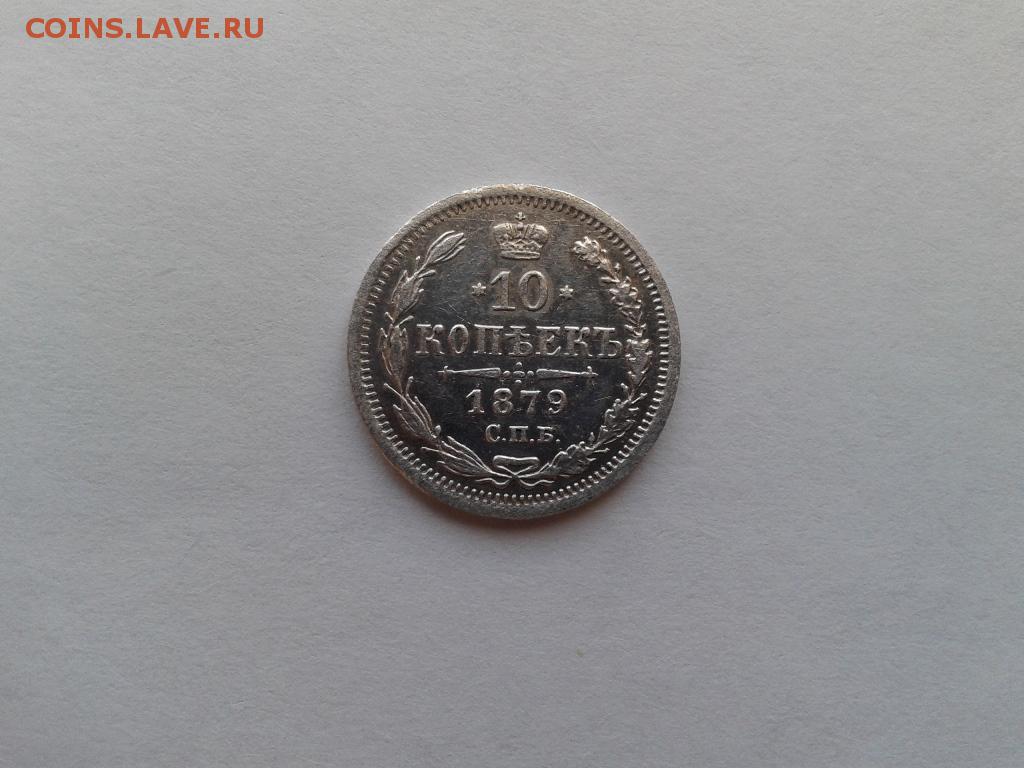 COINS.LAVE.RU
*10*
КОПѢЕКЪ
1879
С.П.Б.